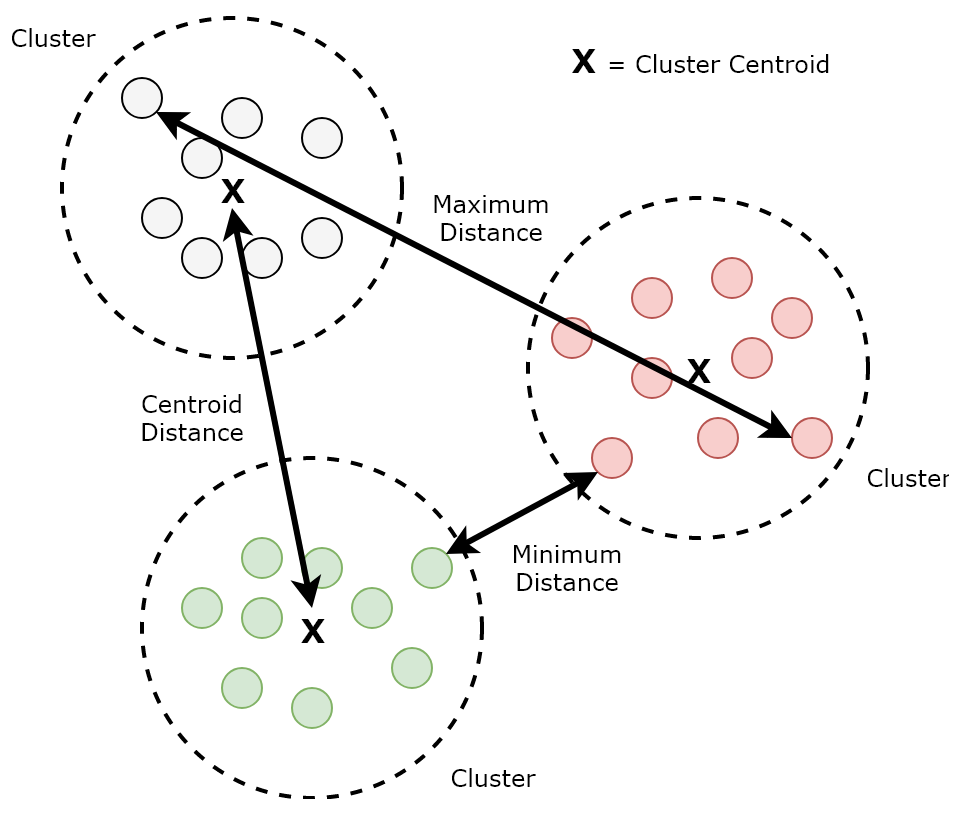 Cluster
X = Cluster Centroid
X
Maximum
Distance
X
Centroid
Distance
Cluster
Minimum
Distance
X
Cluster